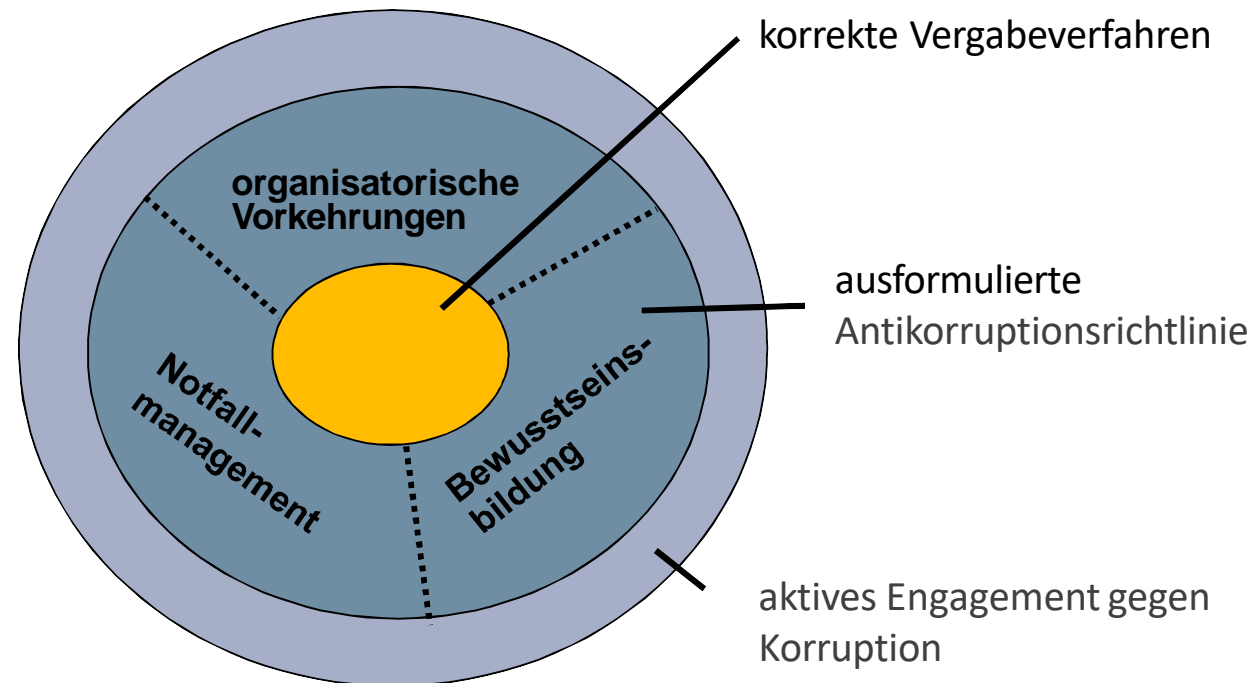 korrekte Vergabeverfahren
organisatorische
Vorkehrungen
ausformulierte
Antikorruptionsrichtlinie
Notfall-
management
Bewusstseins-
bildung
aktives Engagement gegen
Korruption